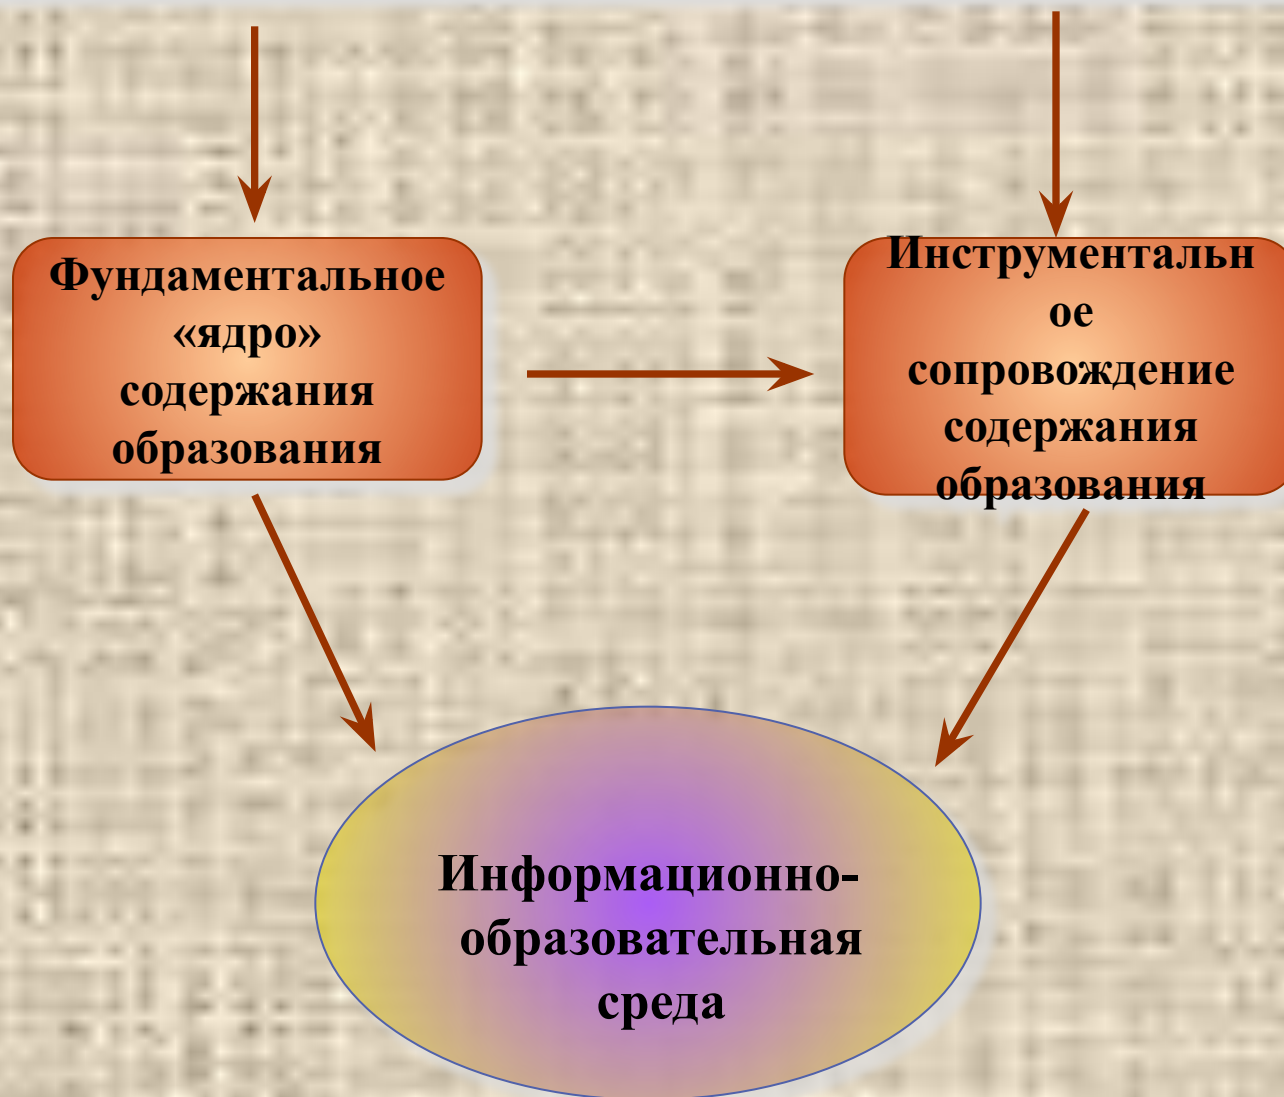 Фундаментальное
«ядро»
содержания
образования
Инструментальн
ое
сопровождение
содержания
образования
Информационно-
образовательная
среда